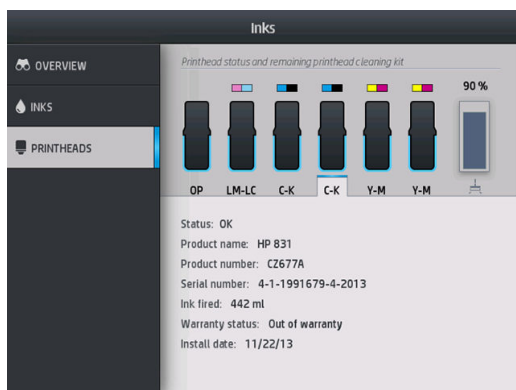 Inks
OVERVIEW
INKS
PRINTHEADS
Printhead status and remaining printhead cleaning kit
90 %
OP LM-LC C-K C-K Y-M Y-M
Status: OK
Product name: HP 831
Product number: CZ677A
Serial number: 4-1-1991679-4-2013
Ink fired: 442 ml
Warranty status: Out of warranty
Install date: 11/22/13